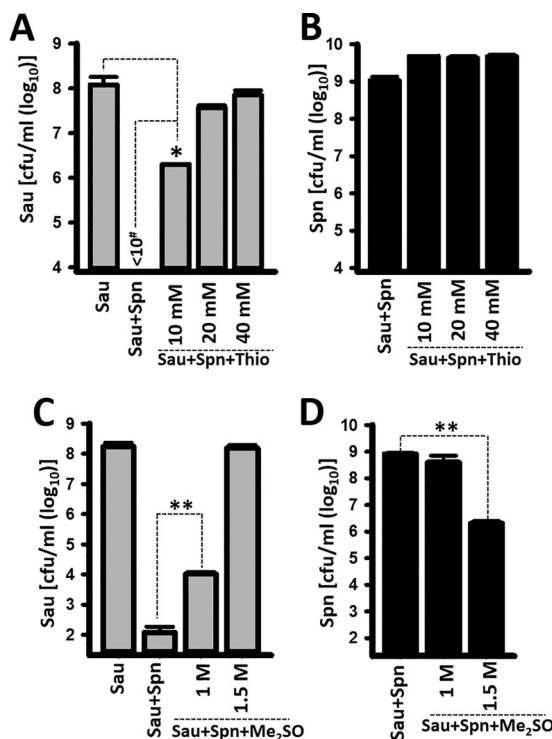 A
Sau [cfu/ml (log₁₀)]
9
8
7
6
5
4
*
<10#
Sau
Sau+Spn
10 mM
20 mM
40 mM
Sau+Spn+Thio
B
Spn [cfu/ml (log₁₀)]
10
9
8
7
6
5
4
Sau+Spn
10 mM
20 mM
40 mM
Sau+Spn+Thio
C
Sau [cfu/ml (log₁₀)]
9
8
7
6
5
4
3
2
**
Sau
Sau+Spn
1 M
1.5 M
Sau+Spn+Me₂SO
D
Spn [cfu/ml (log₁₀)]
10
9
8
7
6
5
4
3
2
**
Sau+Spn
1 M
1.5 M
Sau+Spn+Me₂SO